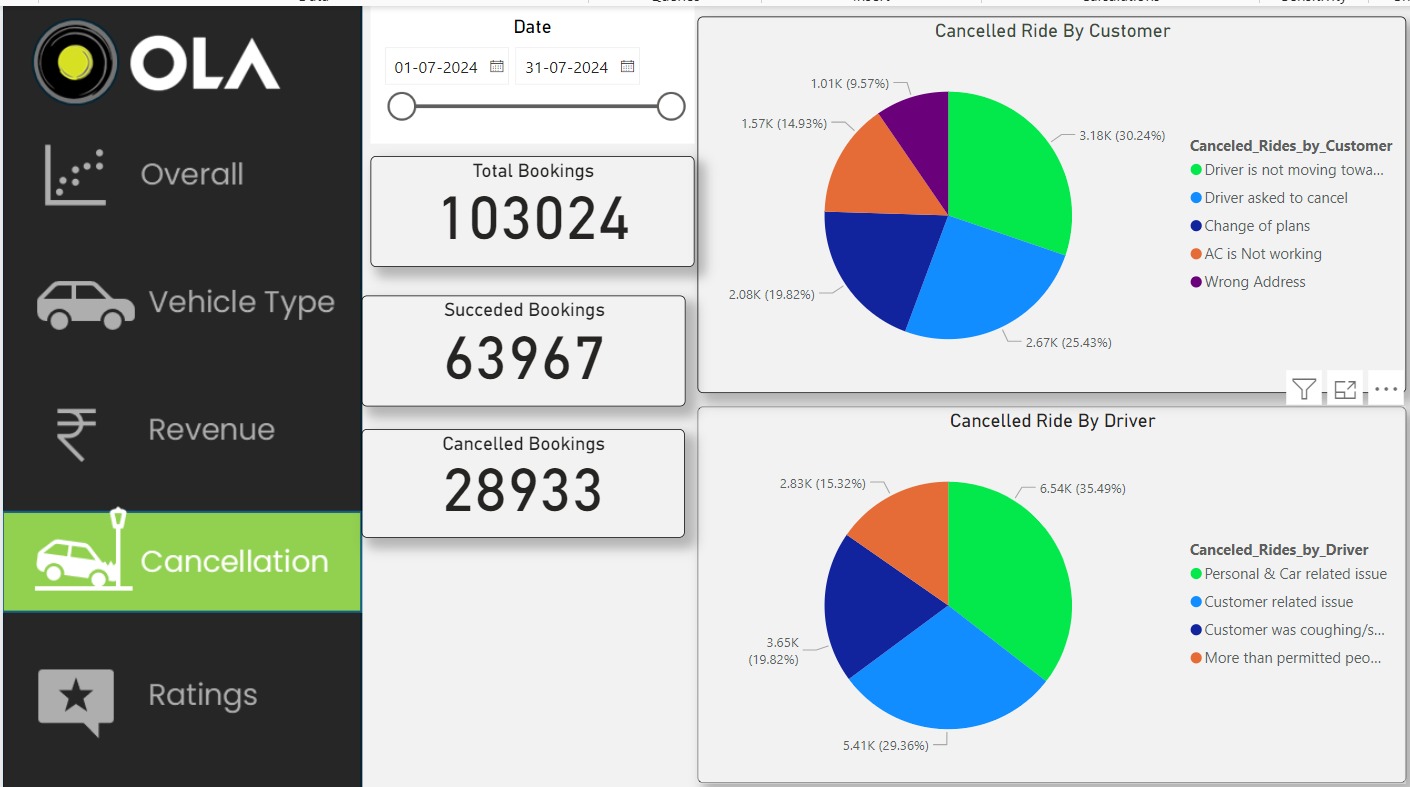 OLA
Overall
Vehicle Type
Revenue
Cancellation
Ratings
Date
01-07-2024
31-07-2024
Total Bookings
103024
Succeded Bookings
63967
Cancelled Bookings
28933
Cancelled Ride By Customer
1.01K (9.57%)
1.57K (14.93%)
3.18K (30.24%)
2.08K (19.82%)
2.67K (25.43%)
Canceled_Rides_by_Customer
Driver is not moving towa...
Driver asked to cancel
Change of plans
AC is Not working
Wrong Address
Cancelled Ride By Driver
2.83K (15.32%)
6.54K (35.49%)
3.65K
(19.82%)
5.41K (29.36%)
Canceled_Rides_by_Driver
Personal & Car related issue
Customer related issue
Customer was coughing/s...
More than permitted peo...